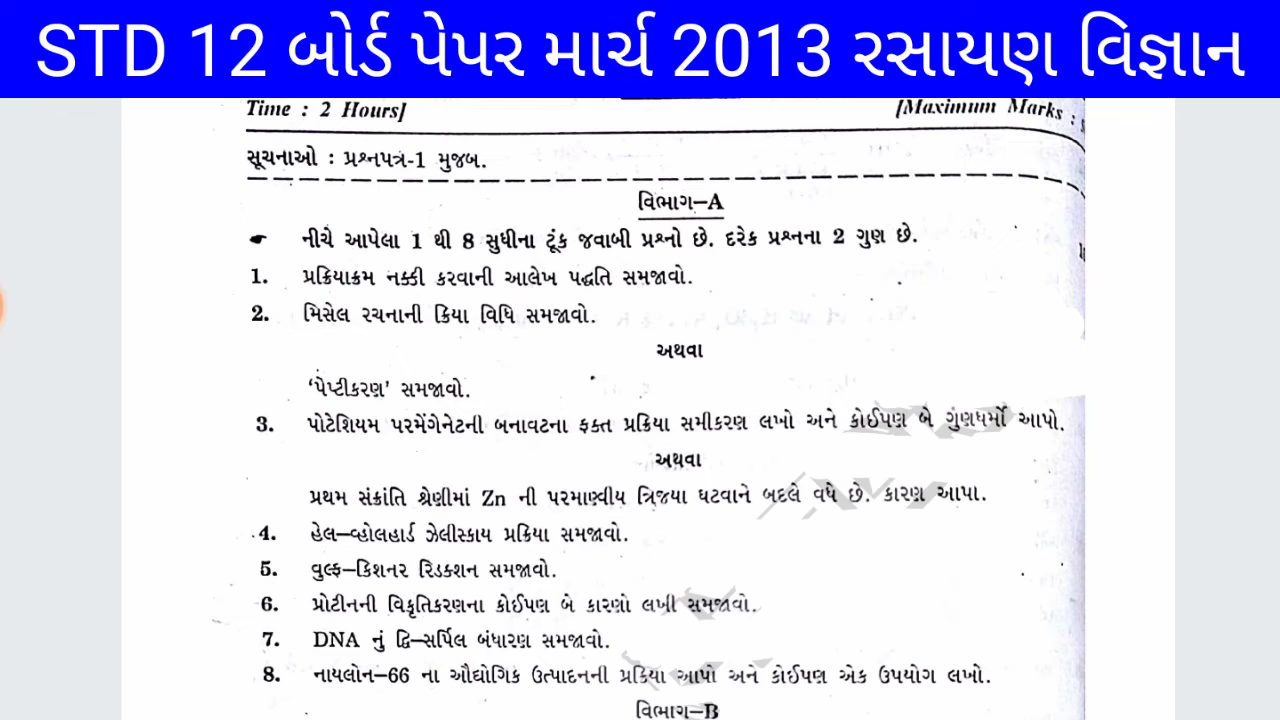 STD 12 બોર્ડ પેપર માર્ચ 2013 રસાયણ વિજ્ઞાન
Time : 2 Hours] [Maximum Marks :
સૂચનાઓ : પ્રશ્નપત્ર-1 મુજબ.
વિભાગ–A
નીચે આપેલા 1 થી 8 સુધીના ટૂંક જવાબી પ્રશ્નો છે. દરેક પ્રશ્નના 2 ગુણ છે.
1. પ્રક્રિયાક્રમ નક્કી કરવાની આલેખ પદ્ધતિ સમજાવો.
2. મિસેલ રચનાની ક્રિયા વિધિ સમજાવો.
અથવા
‘પેપ્ટીકરણ’ સમજાવો.
3. પોટેશિયમ પરમેંગેનેટની બનાવટના ફક્ત પ્રક્રિયા સમીકરણ લખો અને કોઈપણ બે ગુણધર્મો આપો.
અથવા
પ્રથમ સંક્રાંતિ શ્રેણીમાં Zn ની પરમાણ્વીય ત્રિજ્યા ઘટવાને બદલે વધે છે. કારણ આપા.
4. હેલ–વ્હોલહાર્ડ ઝેલીસ્કાય પ્રક્રિયા સમજાવો.
5. વુલ્ફ–કિશનર રિડક્શન સમજાવો.
6. પ્રોટીનની વિકૃતિકરણના કોઈપણ બે કારણો લખી સમજાવો.
7. DNA નું દ્વિ–સર્પિલ બંધારણ સમજાવો.
8. નાયલોન–66 ના ઔદ્યોગિક ઉત્પાદનની પ્રક્રિયા આપો અને કોઈપણ એક ઉપયોગ લખો.
વિભાગ–B